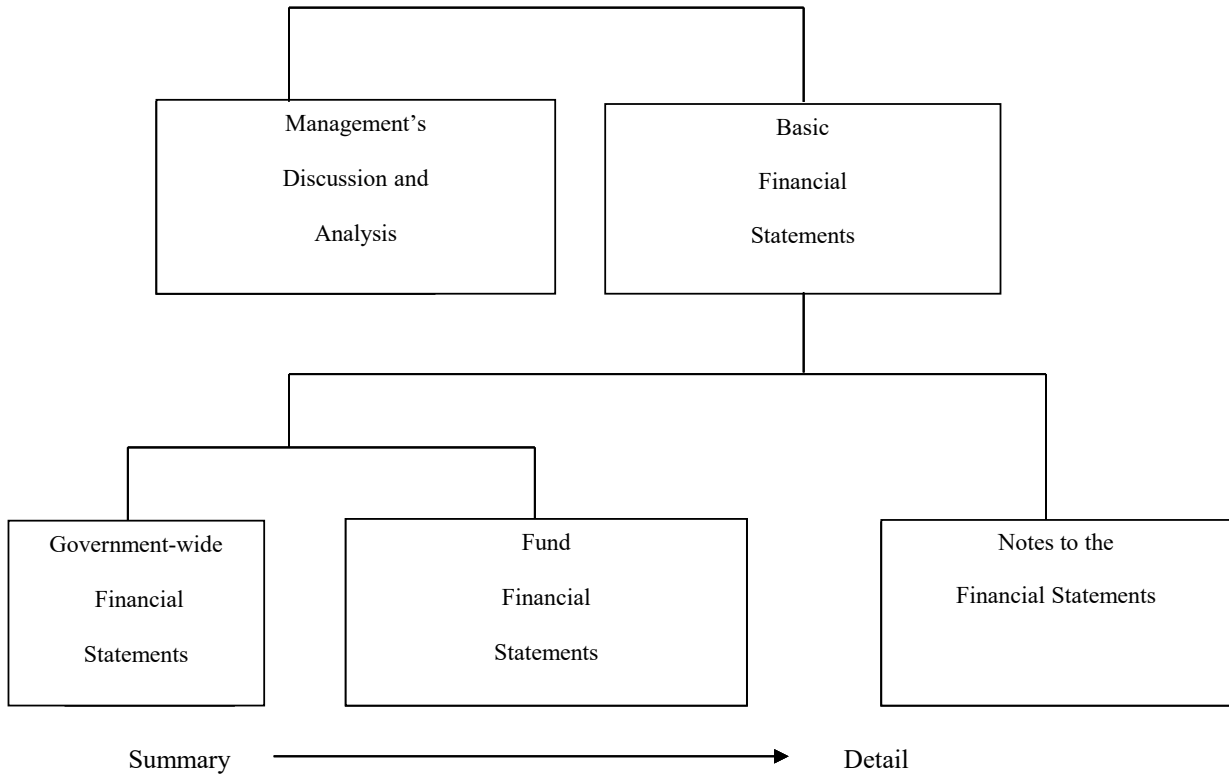 Management’s
Discussion and
Analysis
Basic
Financial
Statements
Government-wide
Financial
Statements
Fund
Financial
Statements
Notes to the
Financial Statements
Summary
Detail